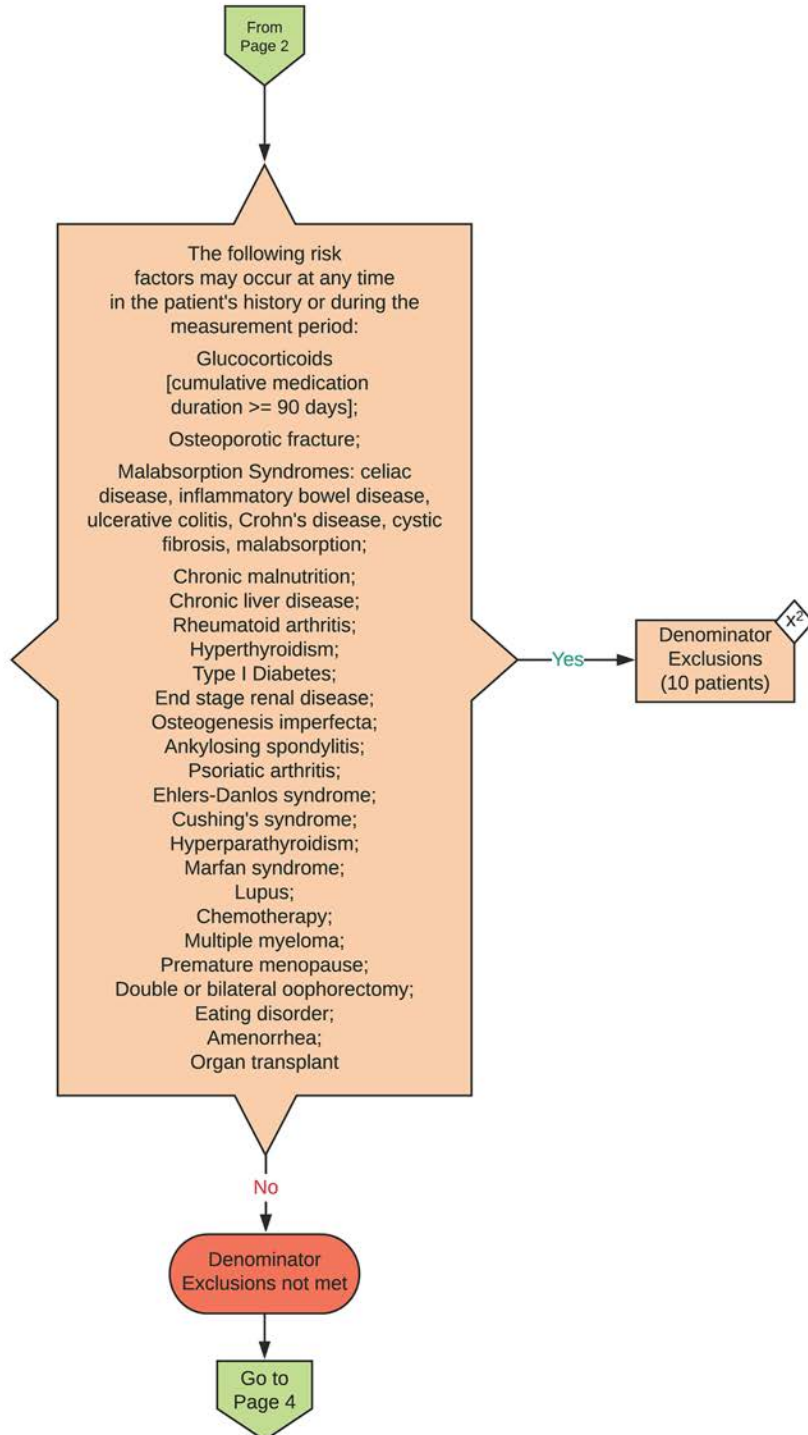 From
Page 2
The following risk
factors may occur at any time
in the patient's history or during the
measurement period:
Glucocorticoids
[cumulative medication
duration >= 90 days];
Osteoporotic fracture;
Malabsorption Syndromes: celiac
disease, inflammatory bowel disease,
ulcerative colitis, Crohn's disease, cystic
fibrosis, malabsorption;
Chronic malnutrition;
Chronic liver disease;
Rheumatoid arthritis;
Hyperthyroidism;
Type I Diabetes;
End stage renal disease;
Osteogenesis imperfecta;
Ankylosing spondylitis;
Psoriatic arthritis;
Ehlers-Danlos syndrome;
Cushing's syndrome;
Hyperparathyroidism;
Marfan syndrome;
Lupus;
Chemotherapy;
Multiple myeloma;
Premature menopause;
Double or bilateral oophorectomy;
Eating disorder;
Amenorrhea;
Organ transplant
Yes
x²
Denominator
Exclusions
(10 patients)
No
Denominator
Exclusions not met
Go to
Page 4